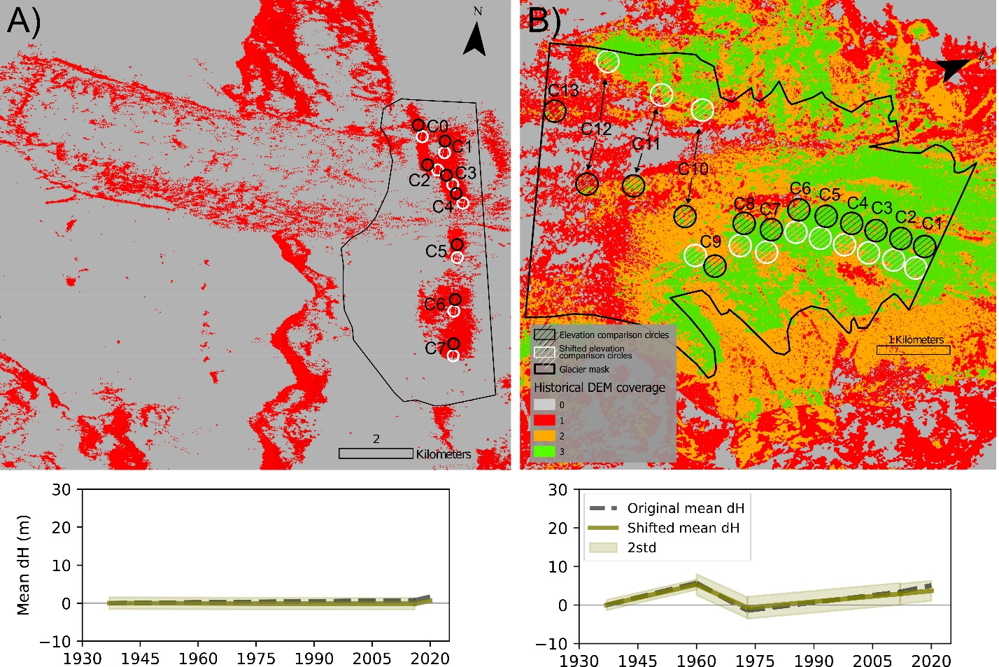 A)
N
C0
C1
C2
C3
C4
C5
C6
C7
2
Kilometers
B)
C13
C12
C11
C10
C9
C8
C7
C6
C5
C4
C3
C2
C1
1Kilometers
Elevation comparison circles
Shifted elevation
comparison circles
Glacier mask
Historical DEM coverage
0
1
2
3
Mean dH (m)
30
20
10
0
−10
1930 1945 1960 1975 1990 2005 2020
30
20
10
0
−10
Original mean dH
Shifted mean dH
2std
1930 1945 1960 1975 1990 2005 2020